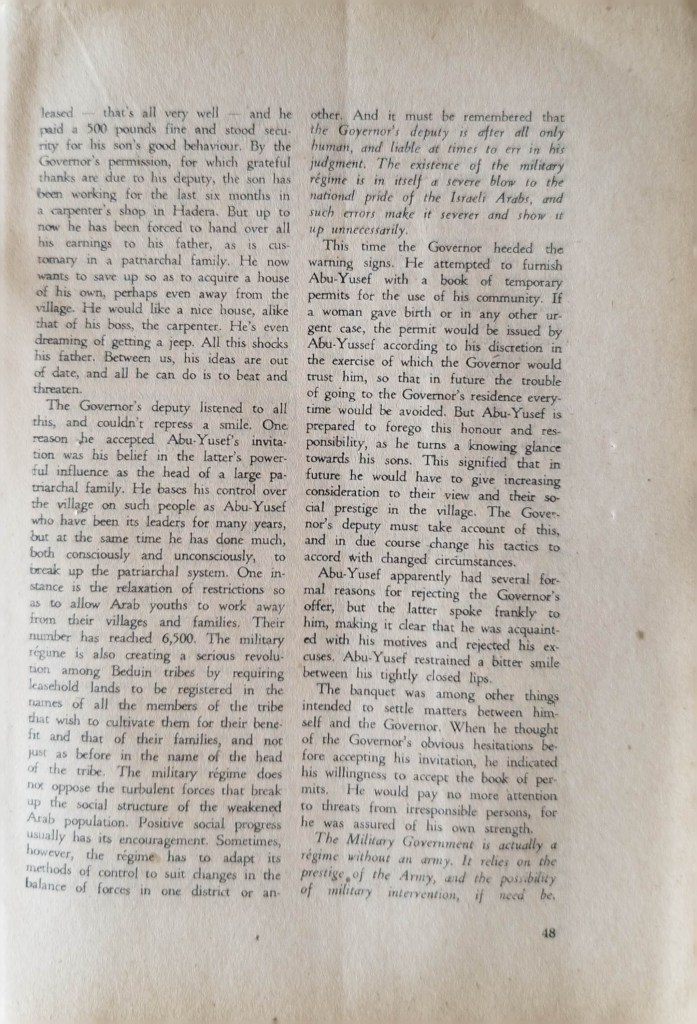 leased — that's all very well — and he
paid a 500 pounds fine and stood secu-
rity for his son's good behaviour. By the
Governor's permission, for which grateful
thanks are due to his deputy, the son has
been working for the last six months in
a carpenter's shop in Hadera. But up to
now he has been forced to hand over all
his earnings to his father, as is cus-
tomary in a patriarchal family. He now
wants to save up so as to acquire a house
of his own, perhaps even away from the
village. He would like a nice house, alike
that of his boss, the carpenter. He's even
dreaming of getting a jeep. All this shocks
his father. Between us, his ideas are out
of date, and all he can do is to beat and
threaten.
The Governor's deputy listened to all
this, and couldn't repress a smile. One
reason he accepted Abu-Yusef's invita-
tion was his belief in the latter's power-
ful influence as the head of a large pa-
triarchal family. He bases his control over
the village on such people as Abu-Yusef
who have been its leaders for many years,
but at the same time he has done much,
both consciously and unconsciously, to
break up the patriarchal system. One in-
stance is the relaxation of restrictions so
as to allow Arab youths to work away
from their villages and families. Their
number has reached 6,500. The military
régime is also creating a serious revolu-
tion among Beduin tribes by requiring
leasehold lands to be registered in the
names of all the members of the tribe
that wish to cultivate them for their bene-
fit and that of their families, and not
just as before in the name of the head
of the tribe. The military régime does
not oppose the turbulent forces that break
up the social structure of the weakened
Arab population. Positive social progress
usually has its encouragement. Sometimes,
however, the régime has to adapt its
methods of control to suit changes in the
balance of forces in one district or an-
other. And it must be remembered that
the Governor's deputy is after all only
human, and liable at times to err in his
judgment. The existence of the military
régime is in itself a severe blow to the
national pride of the Israeli Arabs, and
such errors make it severer and show it
up unnecessarily.
This time the Governor heeded the
warning signs. He attempted to furnish
Abu-Yusef with a book of temporary
permits for the use of his community. If
a woman gave birth or in any other ur-
gent case, the permit would be issued by
Abu-Yussef according to his discretion in
the exercise of which the Governor would
trust him, so that in future the trouble
of going to the Governor's residence every-
time would be avoided. But Abu-Yusef is
prepared to forego this honour and res-
ponsibility, as he turns a knowing glance
towards his sons. This signified that in
future he would have to give increasing
consideration to their view and their so-
cial prestige in the village. The Gover-
nor's deputy must take account of this,
and in due course change his tactics to
accord with changed circumstances.
Abu-Yusef apparently had several for-
mal reasons for rejecting the Governor's
offer, but the latter spoke frankly to
him, making it clear that he was acquaint-
ed with his motives and rejected his ex-
cuses. Abu-Yusef restrained a bitter smile
between his tightly closed lips.
The banquet was among other things
intended to settle matters between him-
self and the Governor. When he thought
of the Governor's obvious hesitations be-
fore accepting his invitation, he indicated
his willingness to accept the book of per-
mits. He would pay no more attention
to threats from irresponsible persons, for
he was assured of his own strength.
The Military Government is actually a
régime without an army. It relies on the
prestige of the Army, and the possibility
of military intervention, if need be.
48